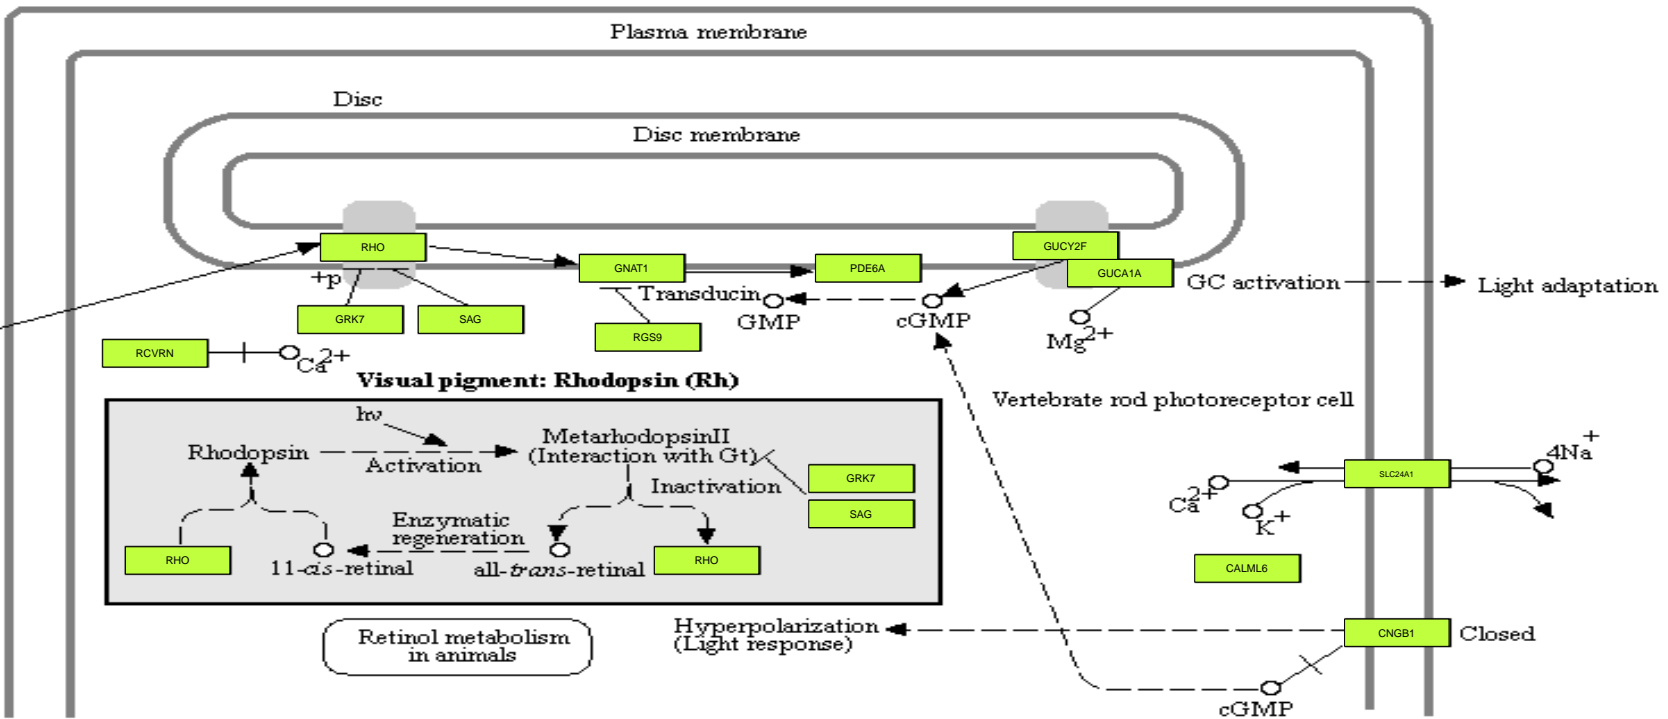 Plasma membrane
Disc
Disc membrane
RHO
GUCY2F
GNAT1
PDE6A
GUCA1A
+p
GC activation
Light adaptation
Transducin
GMP
cGMP
Mg2+
GRK7
SAG
RGS9
RCVRN
Ca2+
Visual pigment: Rhodopsin (Rh)
Vertebrate rod photoreceptor cell
hν
Rhodopsin
Activation
MetarhodopsinII
(Interaction with Gt)
Inactivation
GRK7
SAG
Enzymatic
regeneration
RHO
11-cis-retinal
all-trans-retinal
RHO
4Na+
SLC24A1
Ca2+
K+
CALML6
Retinol metabolism
in animals
Hyperpolarization
(Light response)
CNGB1
Closed
cGMP